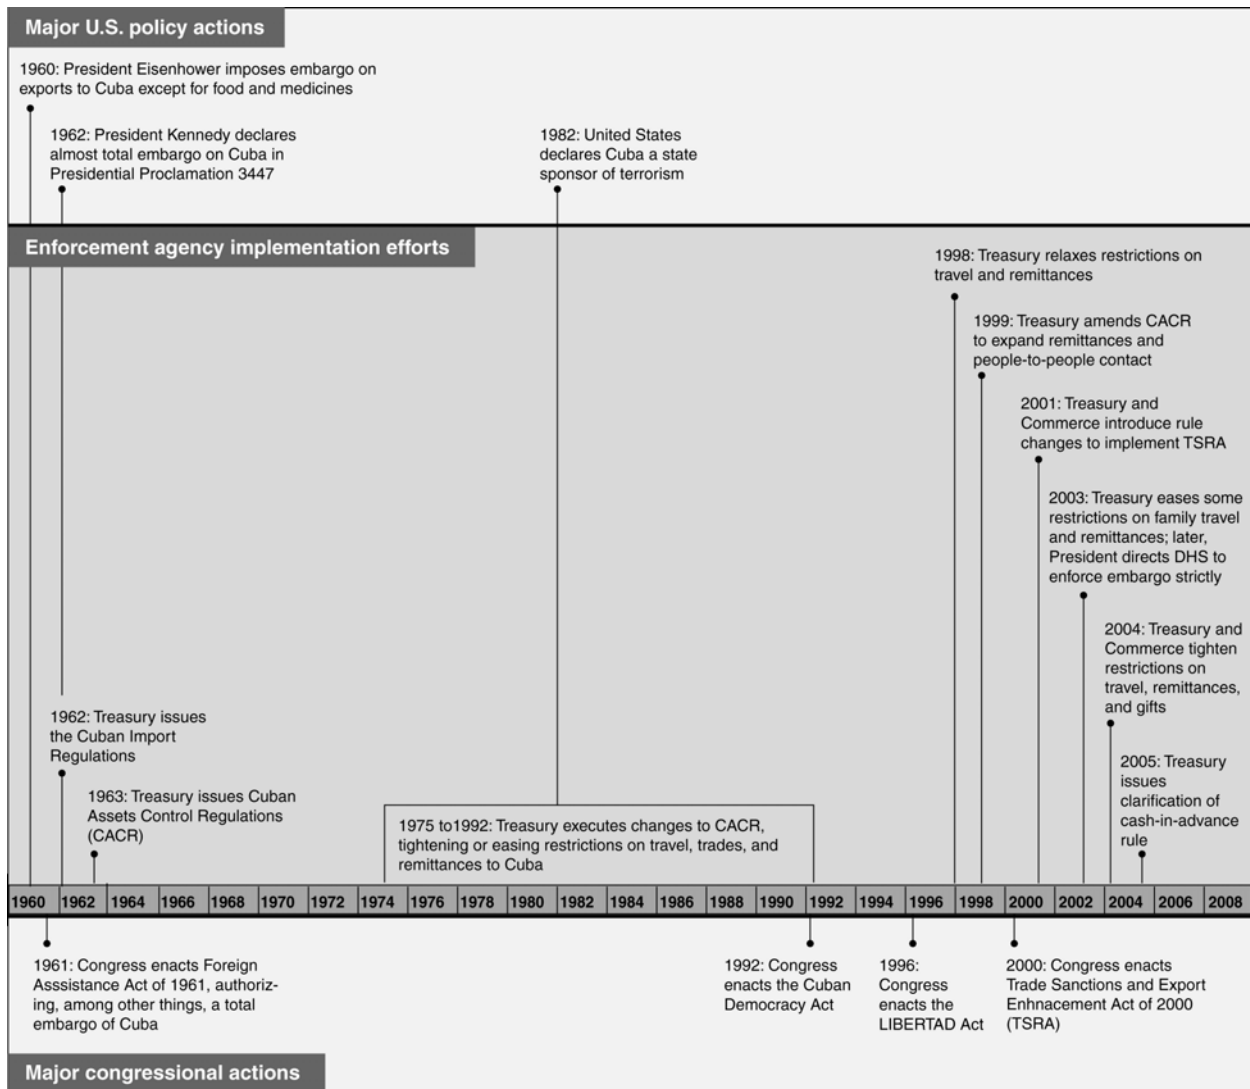 Major U.S. policy actions
1960: President Eisenhower imposes embargo on
exports to Cuba except for food and medicines
1962: President Kennedy declares
almost total embargo on Cuba in
Presidential Proclamation 3447
1982: United States
declares Cuba a state
sponsor of terrorism
Enforcement agency implementation efforts
1998: Treasury relaxes restrictions on
travel and remittances
1999: Treasury amends CACR
to expand remittances and
people-to-people contact
2001: Treasury and
Commerce introduce rule
changes to implement TSRA
2003: Treasury eases some
restrictions on family travel
and remittances; later,
President directs DHS to
enforce embargo strictly
2004: Treasury and
Commerce tighten
restrictions on
travel, remittances,
and gifts
1962: Treasury issues
the Cuban Import
Regulations
2005: Treasury
issues
clarification of
cash-in-advance
rule
1963: Treasury issues Cuban
Assets Control Regulations
(CACR)
1975 to1992: Treasury executes changes to CACR,
tightening or easing restrictions on travel, trades, and
remittances to Cuba
1960 1962 1964 1966 1968 1970 1972 1974 1976 1978 1980 1982 1984 1986 1988 1990 1992 1994 1996 1998 2000 2002 2004 2006 2008
1961: Congress enacts Foreign
Asssistance Act of 1961, authoriz-
ing, among other things, a total
embargo of Cuba
1992: Congress
enacts the Cuban
Democracy Act
1996:
Congress
enacts the
LIBERTAD Act
2000: Congress enacts
Trade Sanctions and Export
Enhnacement Act of 2000
(TSRA)
Major congressional actions